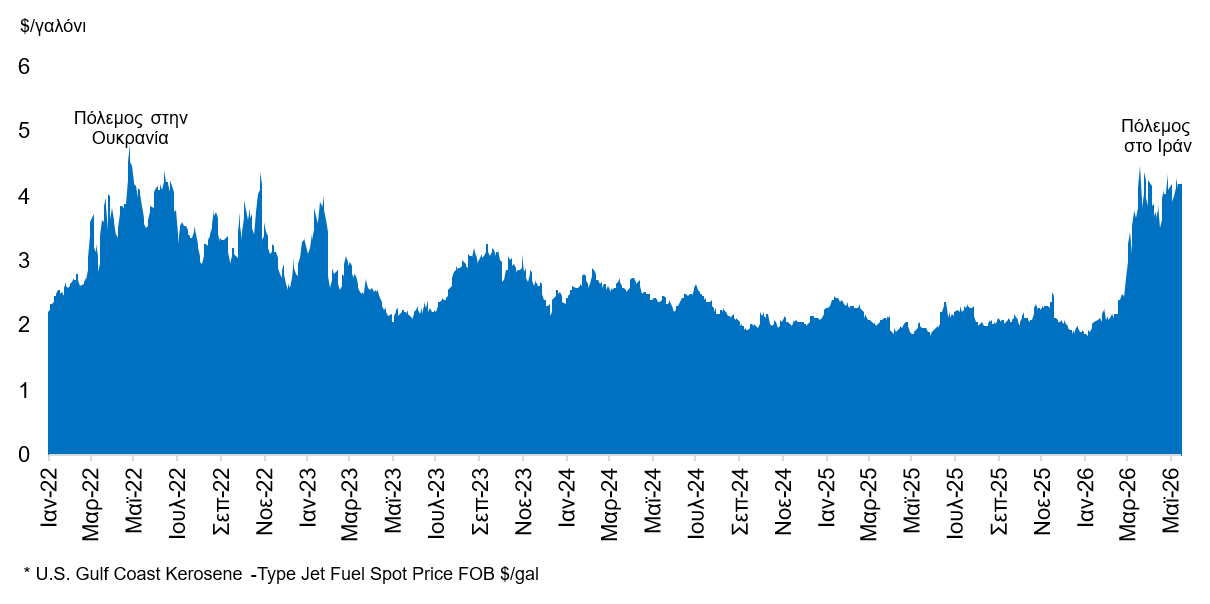 $/γαλόνι
6
Πόλεμος στην
Ουκρανία
5
Πόλεμος
στο Ιράν
4
3
2
1
0
Ιαν-22 Μαρ-22 Μαϊ-22 Ιουλ-22 Σεπ-22 Νοε-22 Ιαν-23 Μαρ-23 Μαϊ-23 Ιουλ-23 Σεπ-23 Νοε-23 Ιαν-24 Μαρ-24 Μαϊ-24 Ιουλ-24 Σεπ-24 Νοε-24 Ιαν-25 Μαρ-25 Μαϊ-25 Ιουλ-25 Σεπ-25 Νοε-25 Ιαν-26 Μαρ-26 Μαϊ-26
* U.S. Gulf Coast Kerosene -Type Jet Fuel Spot Price FOB $/gal